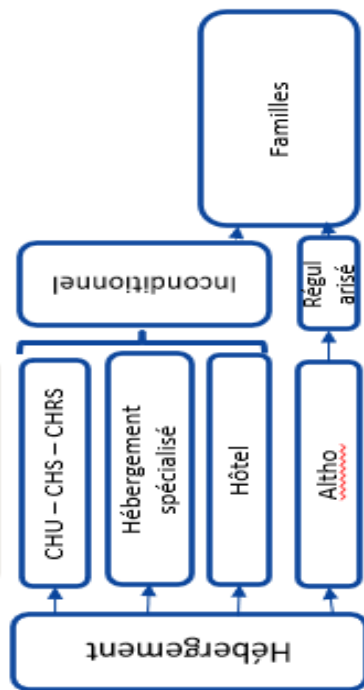 Hébergement
CHU – CHS – CHRS
Hébergement
spécialisé
Hôtel
Altho
Inconditionnel
Régul
arisé
Familles